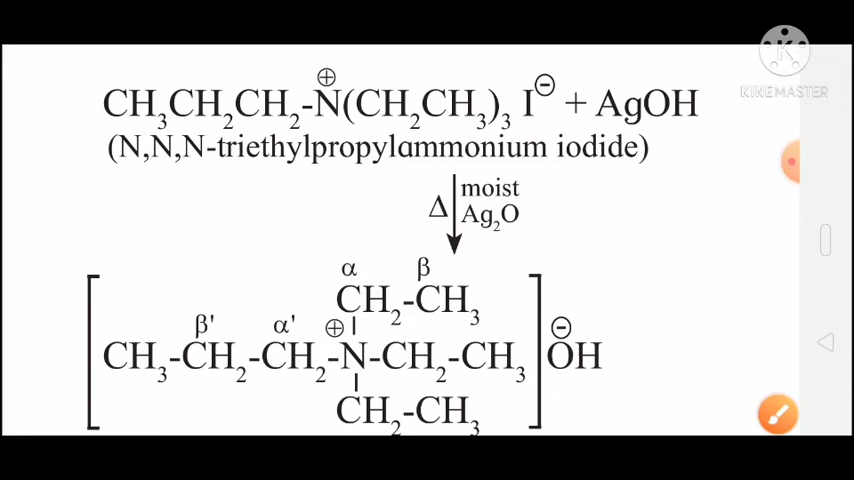 KINEMASTER
CH₃CH₂CH₂-N⊕(CH₂CH₃)₃ I⊖ + AgOH
(N,N,N-triethylpropylammonium iodide)
Δ moist Ag₂O
α β
CH₂-CH₃
β' α'
[CH₃-CH₂-CH₂-N⊕-CH₂-CH₃] ⊖OH
CH₂-CH₃